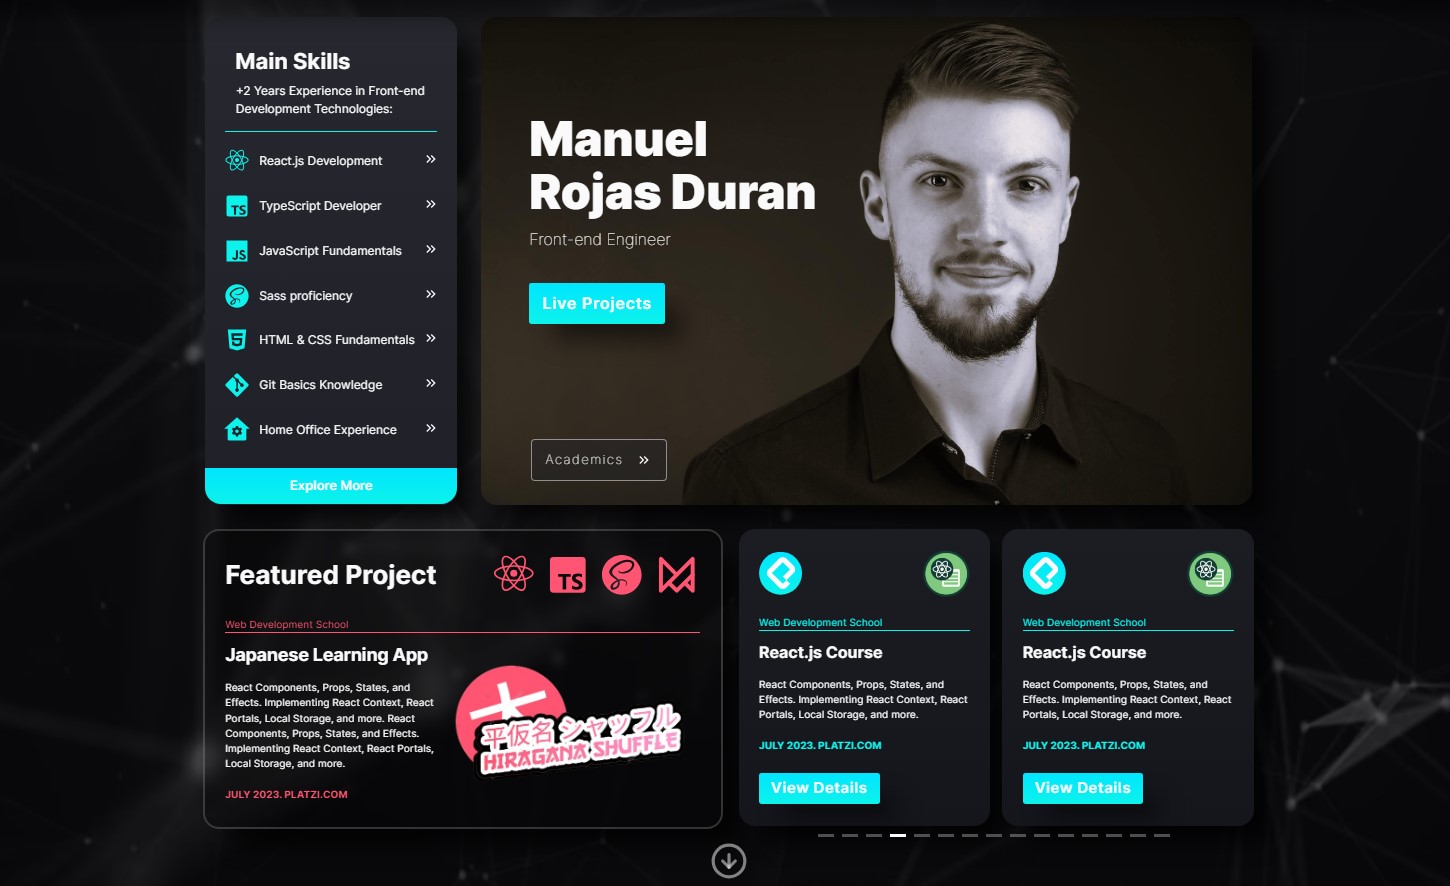 Main Skills
+2 Years Experience in Front-end
Development Technologies:
React.js Development
TS
TypeScript Developer
JS
JavaScript Fundamentals
Sass proficiency
5
HTML & CSS Fundamentals
Git Basics Knowledge
Home Office Experience
Explore More
Manuel
Rojas Duran
Front-end Engineer
Live Projects
Academics
Featured Project
TS
Web Development School
Japanese Learning App
React Components, Props, States, and
Effects. Implementing React Context, React
Portals, Local Storage, and more. React
Components, Props, States, and Effects.
Implementing React Context, React Portals,
Local Storage, and more.
JULY 2023. PLATZI.COM
平仮名 シャッフル
HIRAGANA SHUFFLE
Web Development School
React.js Course
React Components, Props, States, and
Effects. Implementing React Context, React
Portals, Local Storage, and more.
JULY 2023. PLATZI.COM
View Details
Web Development School
React.js Course
React Components, Props, States, and
Effects. Implementing React Context, React
Portals, Local Storage, and more.
JULY 2023. PLATZI.COM
View Details